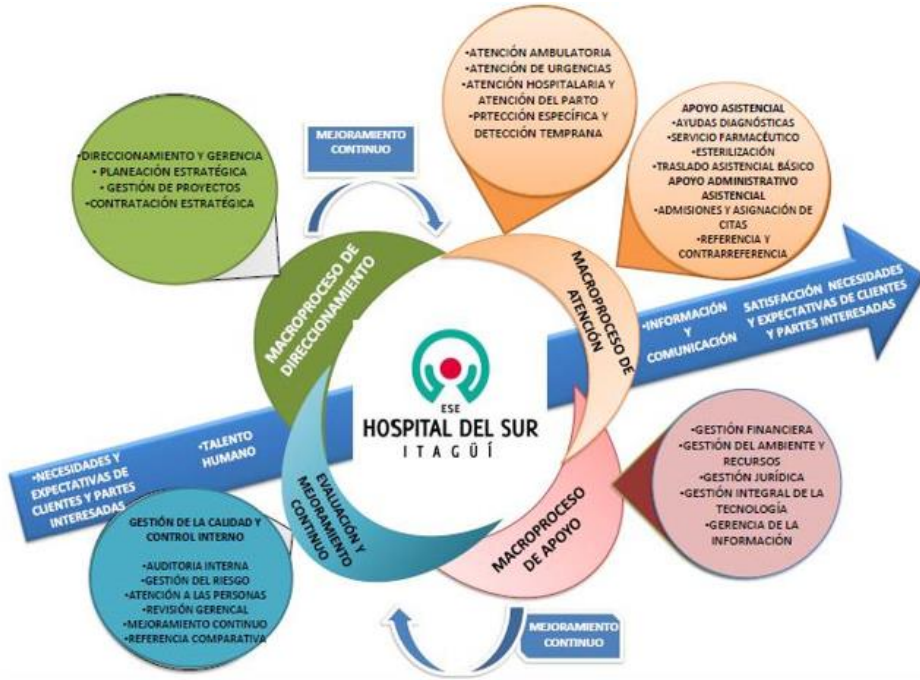 •ATENCIÓN AMBULATORIA
•ATENCIÓN DE URGENCIAS
•ATENCIÓN HOSPITALARIA Y
ATENCIÓN DEL PARTO
•PRTECCIÓN ESPECÍFICA Y
DETECCIÓN TEMPRANA
MEJORAMIENTO
CONTINUO
APOYO ASISTENCIAL
•AYUDAS DIAGNÓSTICAS
•SERVICIO FARMACÉUTICO
•ESTERILIZACIÓN
•TRASLADO ASISTENCIAL BÁSICO
APOYO ADMINISTRATIVO
ASISTENCIAL
•ADMISIONES Y ASIGNACIÓN DE
CITAS
•REFERENCIA Y
CONTRARREFERENCIA
•DIRECCIONAMIENTO Y GERENCIA
•PLANEACIÓN ESTRATÉGICA
•GESTIÓN DE PROYECTOS
•CONTRATACIÓN ESTRATÉGICA
MACROPROCESO DE
DIRECCIONAMIENTO
MACROPROCESO DE
ATENCIÓN
•INFORMACIÓN
Y
COMUNICACIÓN
SATISFACCIÓN NECESIDADES
Y EXPECTATIVAS DE CLIENTES
Y PARTES INTERESADAS
ESE
HOSPITAL DEL SUR
ITAGÜÍ
•NECESIDADES Y
EXPECTATIVAS DE
CLIENTES Y PARTES
INTERESADAS
•TALENTO
HUMANO
EVALUACIÓN Y
MEJORAMIENTO
CONTINUO
MACROPROCESO
DE APOYO
•GESTIÓN FINANCIERA
•GESTIÓN DEL AMBIENTE Y
RECURSOS
•GESTIÓN JURÍDICA
•GESTIÓN INTEGRAL DE LA
TECNOLOGÍA
•GERENCIA DE LA
INFORMACIÓN
GESTIÓN DE LA CALIDAD Y
CONTROL INTERNO
•AUDITORIA INTERNA
•GESTIÓN DEL RIESGO
•ATENCIÓN A LAS PERSONAS
•REVISIÓN GERENCAL
•MEJORAMIENTO CONTINUO
•REFERENCIA COMPARATIVA
MEJORAMIENTO
CONTINUO